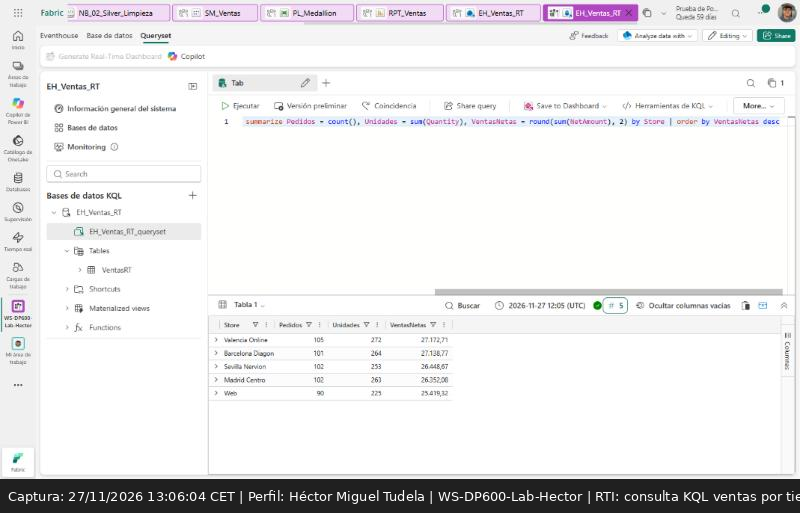 Fabric
NB_02_Silver_Limpieza
SM_Ventas
PL_Medallion
RPT_Ventas
EH_Ventas_RT
EH_Ventas_RT
Prueba de Po...
Quede 59 días
Eventhouse
Base de datos
Queryset
Feedback
Analyze data with
Editing
Share
Generate Real-Time Dashboard
Copilot
Inicio
Áreas de trabajo
Copilot de Power BI
Catálogo de OneLake
Databases
Supervisión
Tiempo real
Cargas de trabajo
WS-DP600-Lab-Hector
Mi área de trabajo
Fabric
EH_Ventas_RT
Información general del sistema
Bases de datos
Monitoring
Search
Bases de datos KQL
EH_Ventas_RT
EH_Ventas_RT_queryset
Tables
VentasRT
Shortcuts
Materialized views
Functions
Tab
1
Ejecutar
Versión preliminar
Coincidencia
Share query
Save to Dashboard
Herramientas de KQL
More...
1 summarize Pedidos = count(), Unidades = sum(Quantity), VentasNetas = round(sum(NetAmount), 2) by Store | order by VentasNetas desc
Tabla 1
Buscar
2026-11-27 12:05 (UTC)
# 5
Ocultar columnas vacías
Store Pedidos Unidades VentasNetas
Valencia Online 105 272 27.172,71
Barcelona Diagon 101 264 27.138,77
Sevilla Nervion 102 253 26.448,67
Madrid Centro 102 263 26.352,08
Web 90 225 25.419,32
Columnas
Captura: 27/11/2026 13:06:04 CET | Perfil: Héctor Miguel Tudela | WS-DP600-Lab-Hector | RTI: consulta KQL ventas por tie